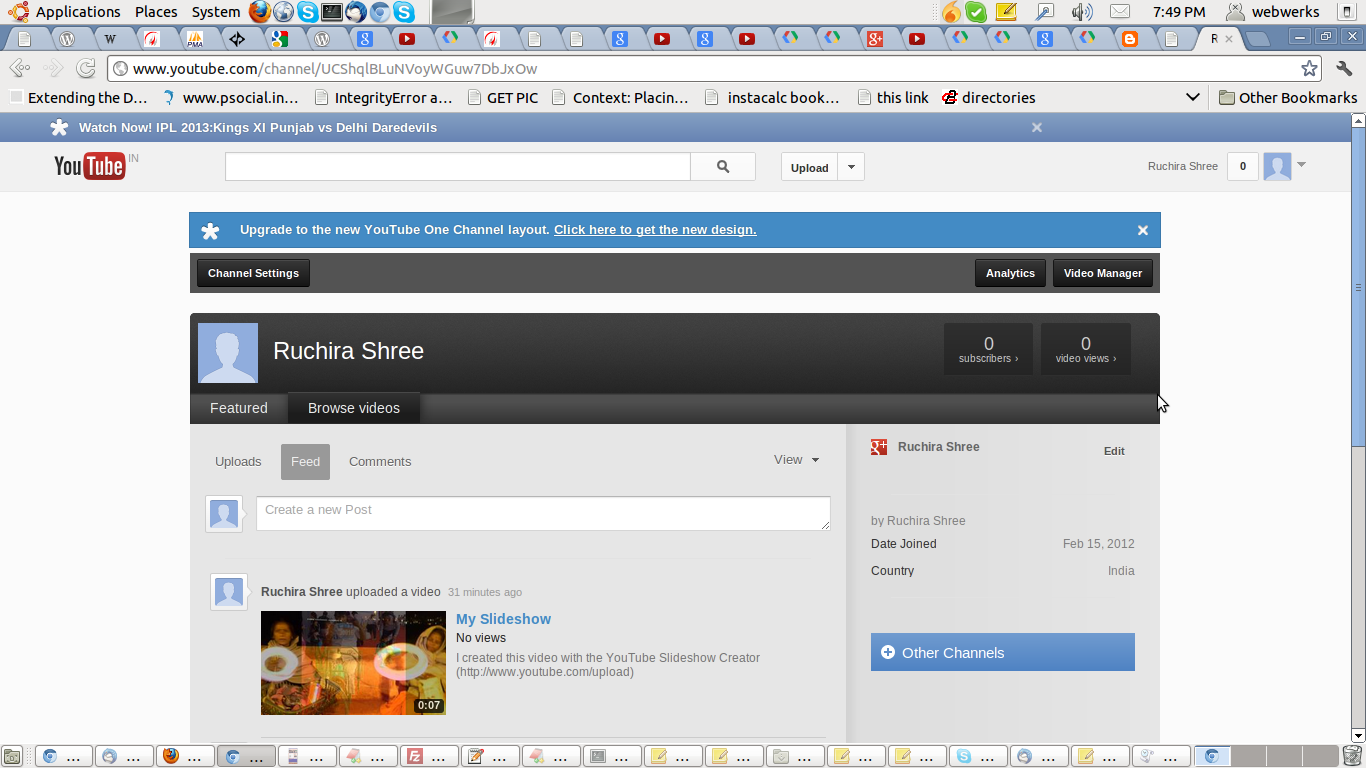 Applications Places System 7:49 PM webwerks
R
www.youtube.com/channel/UCShqlBLuNVoyWGuw7DbJxOw
Extending the D... www.psocial.in... IntegrityError a... GET PIC Context: Placin... instacalc book... this link directories Other Bookmarks
Watch Now! IPL 2013:Kings XI Punjab vs Delhi Daredevils
YouTube IN Upload Ruchira Shree 0
Upgrade to the new YouTube One Channel layout. Click here to get the new design.
Channel Settings Analytics Video Manager
Ruchira Shree
0 subscribers ›
0 video views ›
Featured Browse videos
Uploads Feed Comments View
Create a new Post
Ruchira Shree uploaded a video 31 minutes ago
My Slideshow
No views
I created this video with the YouTube Slideshow Creator
(http://www.youtube.com/upload)
0:07
Ruchira Shree Edit
by Ruchira Shree
Date Joined Feb 15, 2012
Country India
Other Channels
... ... ... ... ... ... ... ... ... ... ... ... ... ... ... ... ... ... ...